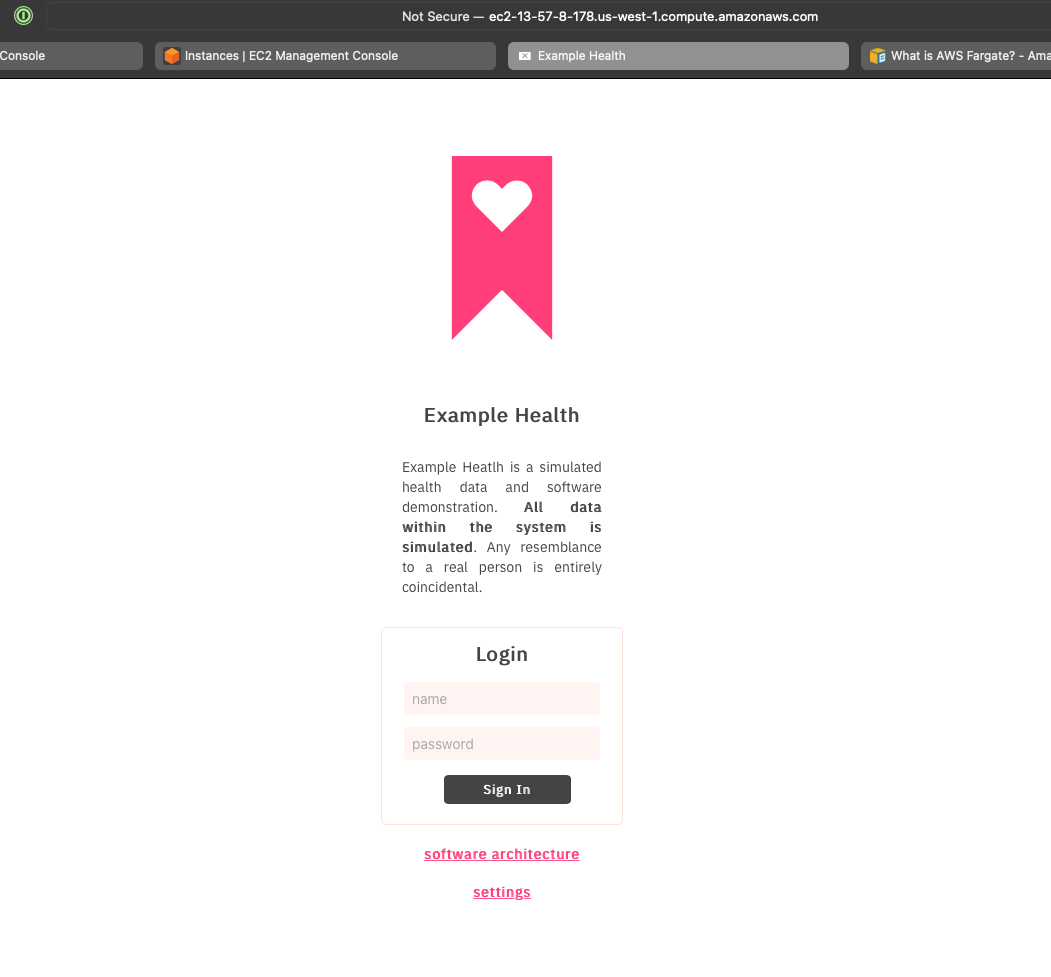 Not Secure — ec2-13-57-8-178.us-west-1.compute.amazonaws.com
Console
Instances | EC2 Management Console
Example Health
What is AWS Fargate? - Ama
Example Health
Example Heatlh is a simulated
health data and software
demonstration. All data
within the system is
simulated. Any resemblance
to a real person is entirely
coincidental.
Login
name
password
Sign In
software architecture
settings